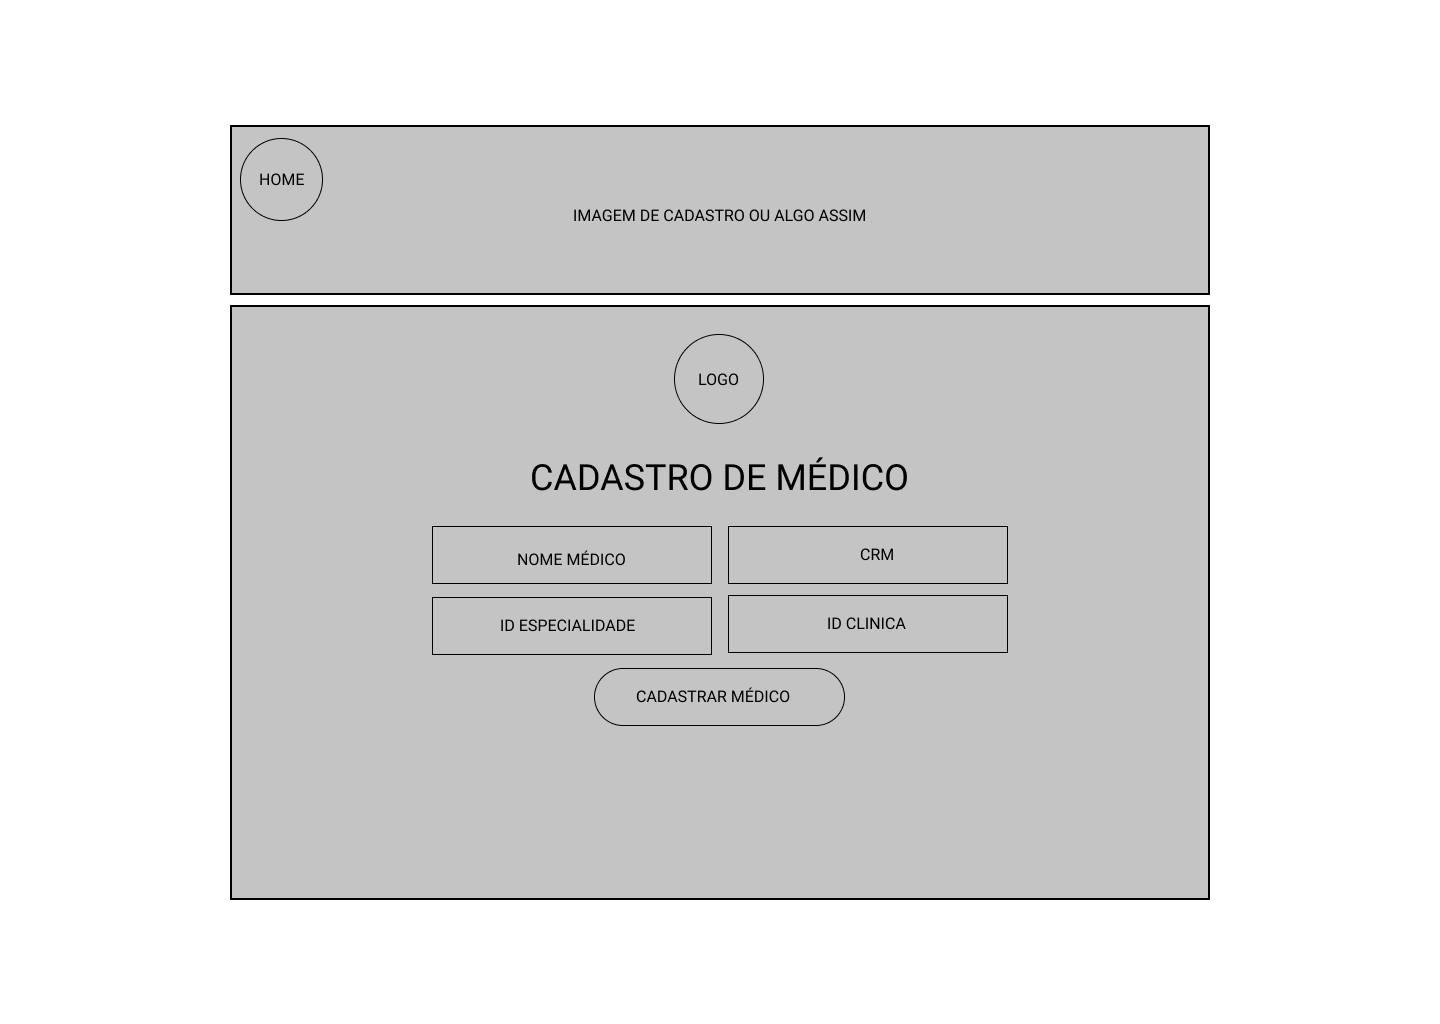 HOME
IMAGEM DE CADASTRO OU ALGO ASSIM
LOGO
CADASTRO DE MÉDICO
NOME MÉDICO
CRM
ID ESPECIALIDADE
ID CLINICA
CADASTRAR MÉDICO